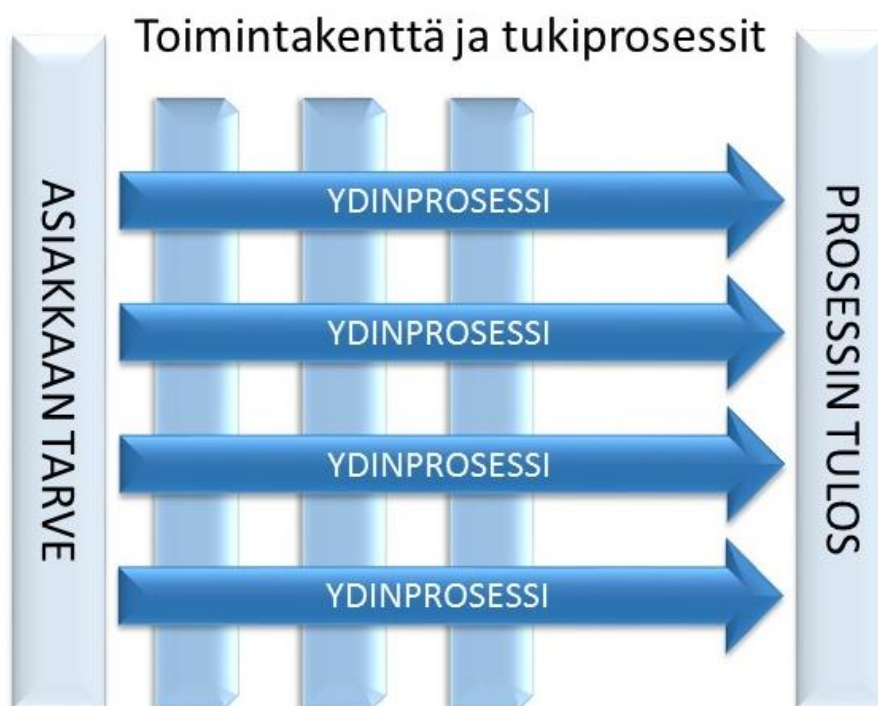 Toimintakenttä ja tukiprosessit
ASIAKKAAN TARVE
YDINPROSESSI
YDINPROSESSI
YDINPROSESSI
YDINPROSESSI
PROSESSIN TULOS